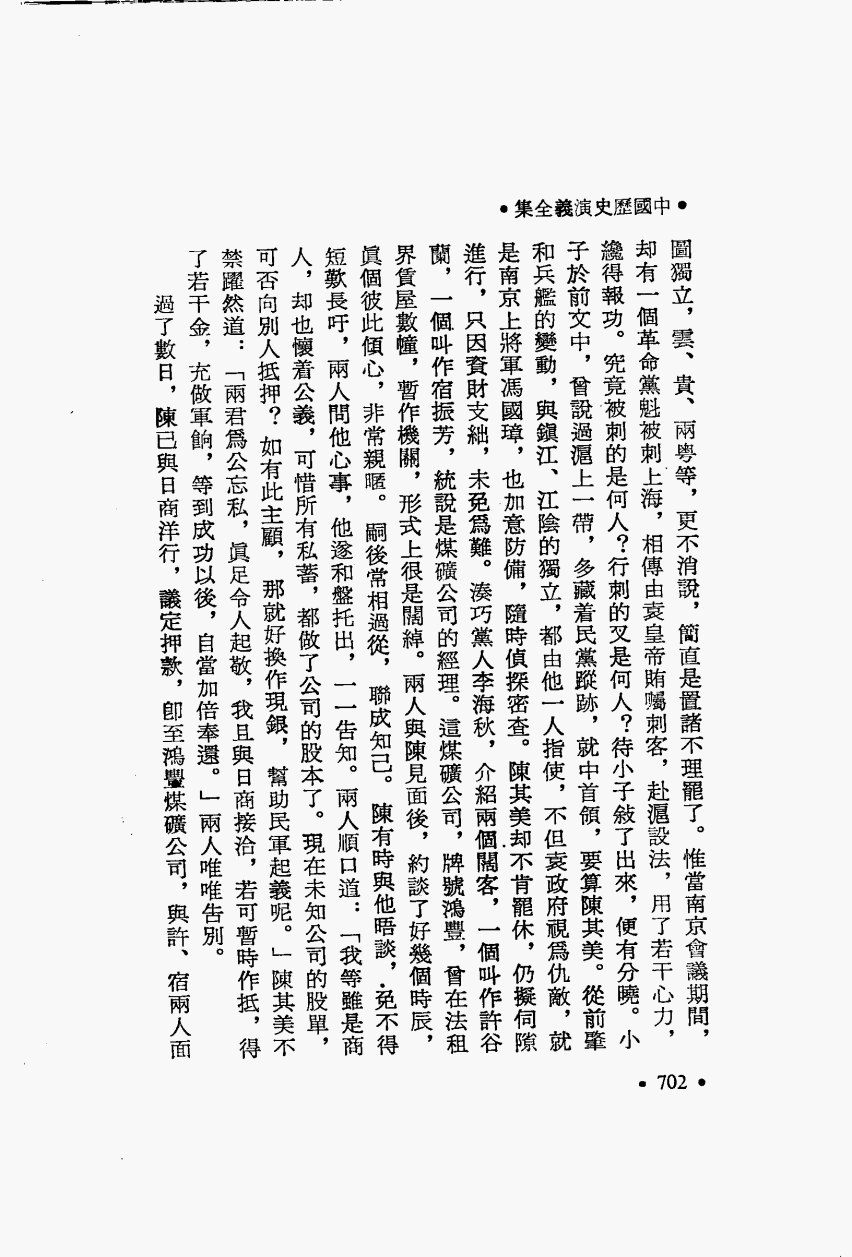 •中國歷史演義全集•
圖獨立，雲、貴、兩粵等，更不消說，簡直是置諸不理罷了。惟當南京會議期間，
却有一個革命黨魁被刺上海，相傳由袁皇帝賄囑刺客，赴滬設法，用了若干心力，
纔得報功。究竟被刺的是何人？行刺的又是何人？待小子敍了出來，便有分曉。小
子於前文中，曾說過滬上一帶，多藏着民黨蹤跡，就中首領，要算陳其美。從前肇
和兵艦的變動，與鎭江、江陰的獨立，都由他一人指使，不但袁政府視爲仇敵，就
是南京上將軍馮國璋，也加意防備，隨時偵探密查。陳其美却不肯罷休，仍擬伺隙
進行，只因資財支絀，未免爲難。湊巧黨人李海秋，介紹兩個闊客，一個叫作許谷
蘭，一個叫作宿振芳，統說是煤礦公司的經理。這煤礦公司，牌號鴻豐，曾在法租
界賃屋數幢，暫作機關，形式上很是闊綽。兩人與陳見面後，約談了好幾個時辰，
眞個彼此傾心，非常親暱。嗣後常相過從，聯成知己。陳有時與他晤談，免不得
短歎長吁，兩人問他心事，他遂和盤托出，一一告知。兩人順口道：「我等雖是商
人，却也懷着公義，可惜所有私蓄，都做了公司的股本了。現在未知公司的股單，
可否向別人抵押？如有此主顧，那就好換作現銀，幫助民軍起義呢。」陳其美不
禁躍然道：「兩君爲公忘私，眞足令人起敬，我且與日商接洽，若可暫時作抵，得
了若干金，充做軍餉，等到成功以後，自當加倍奉還。」兩人唯唯告別。
過了數日，陳已與日商洋行，議定押款，卽至鴻豐煤礦公司，與許、宿兩人面
•702•